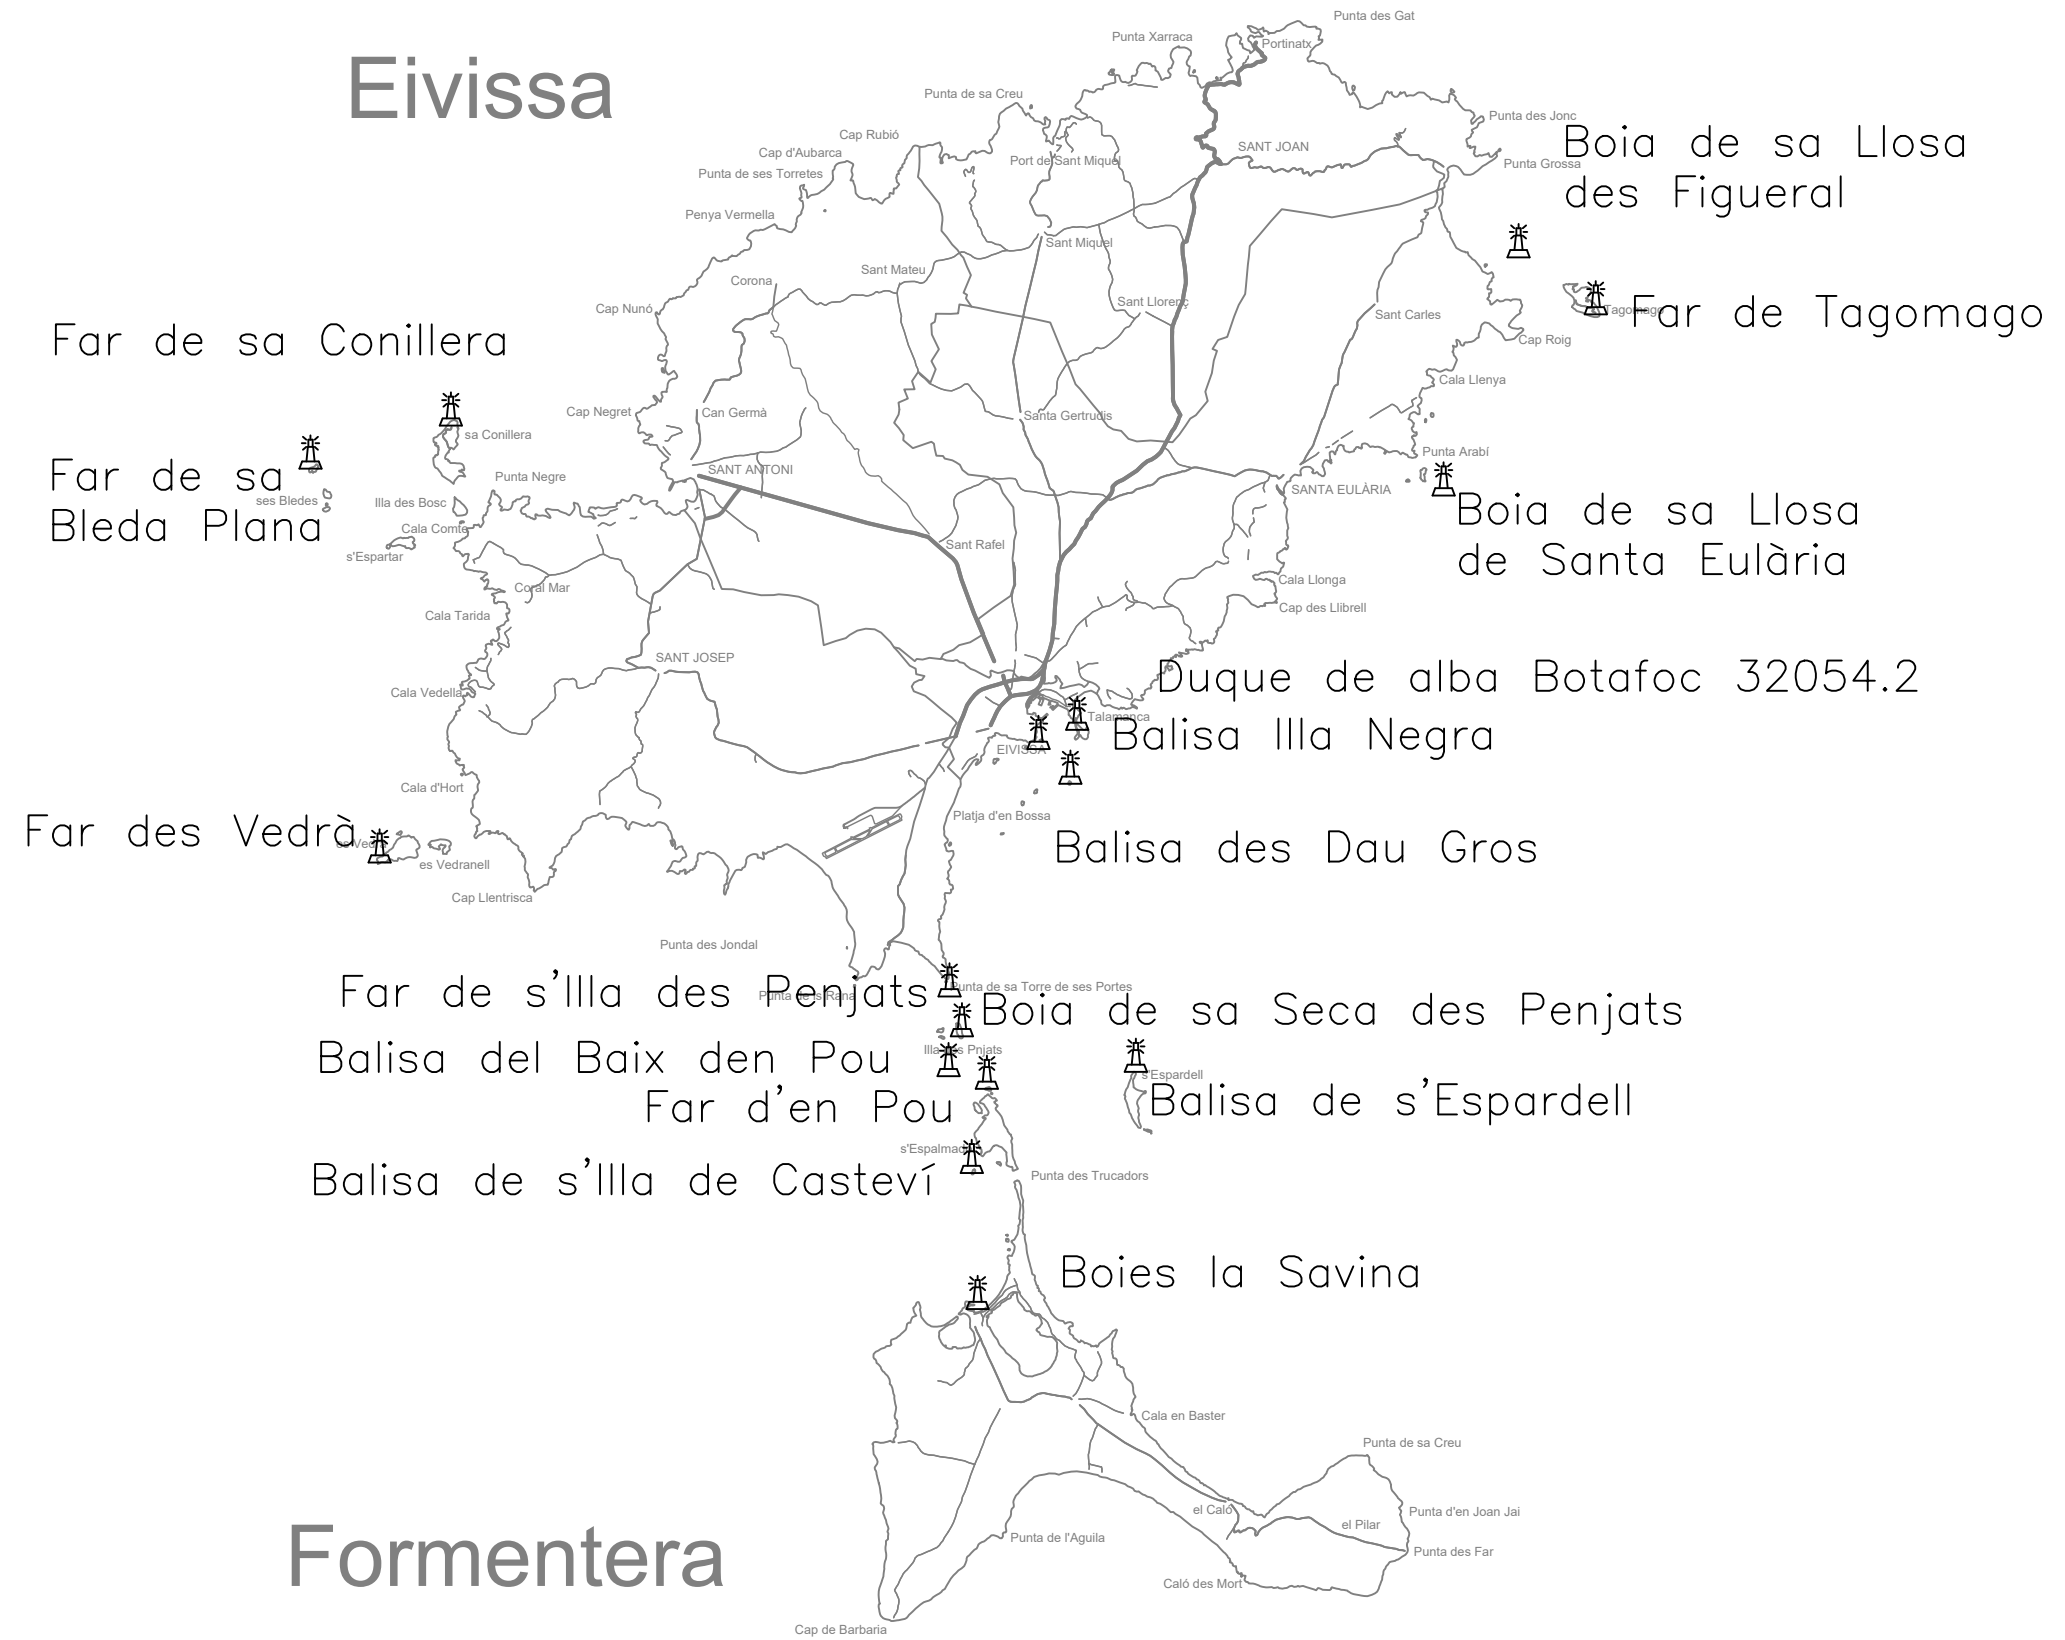 Punta des Gat
Eivissa
Punta Xarraca
Portinatx
Punta de sa Creu
Punta des Jonc
Cap Rubió
Boia de sa Llosa
des Figueral
SANT JOAN
Cap d'Aubarca
Port de Sant Miquel
Punta Grossa
Punta de ses Torretes
Penya Vermella
Sant Miquel
Sant Mateu
Corona
Sant Llorenç
Cap Nunó
Sant Carles
Tagomago
Far de Tagomago
Far de sa Conillera
Cap Roig
Cala Llenya
Cap Negret
Can Germà
Santa Gertrudis
sa Conillera
Punta Arabí
Far de sa
Bleda Plana
SANT ANTONI
Punta Negre
SANTA EULÀRIA
ses Bledes
Illa des Bosc
Boia de sa Llosa
de Santa Eulària
Cala Comte
Sant Rafel
s'Espartar
Cala Llonga
Coral Mar
Cap des Llibrell
Cala Tarida
SANT JOSEP
Duque de alba Botafoc 32054.2
Cala Vedella
Talamanca
Balisa Illa Negra
EIVISSA
Cala d'Hort
Platja d'en Bossa
Far des Vedrà
es Vedrà
Balisa des Dau Gros
es Vedranell
Cap Llentrisca
Punta des Jondal
Far de s'Illa des Penjats
Punta de sa Torre de ses Portes
Punta de sa Rama
Boia de sa Seca des Penjats
Illa des Pnjats
Balisa del Baix den Pou
s'Espardell
Balisa de s'Espardell
Far d'en Pou
s'Espalmador
Balisa de s'Illa de Casteví
Punta des Trucadors
Boies la Savina
Cala en Baster
Punta de sa Creu
el Caló
Punta d'en Joan Jai
el Pilar
Punta de l'Aguila
Punta des Far
Formentera
Caló des Mort
Cap de Barbaria